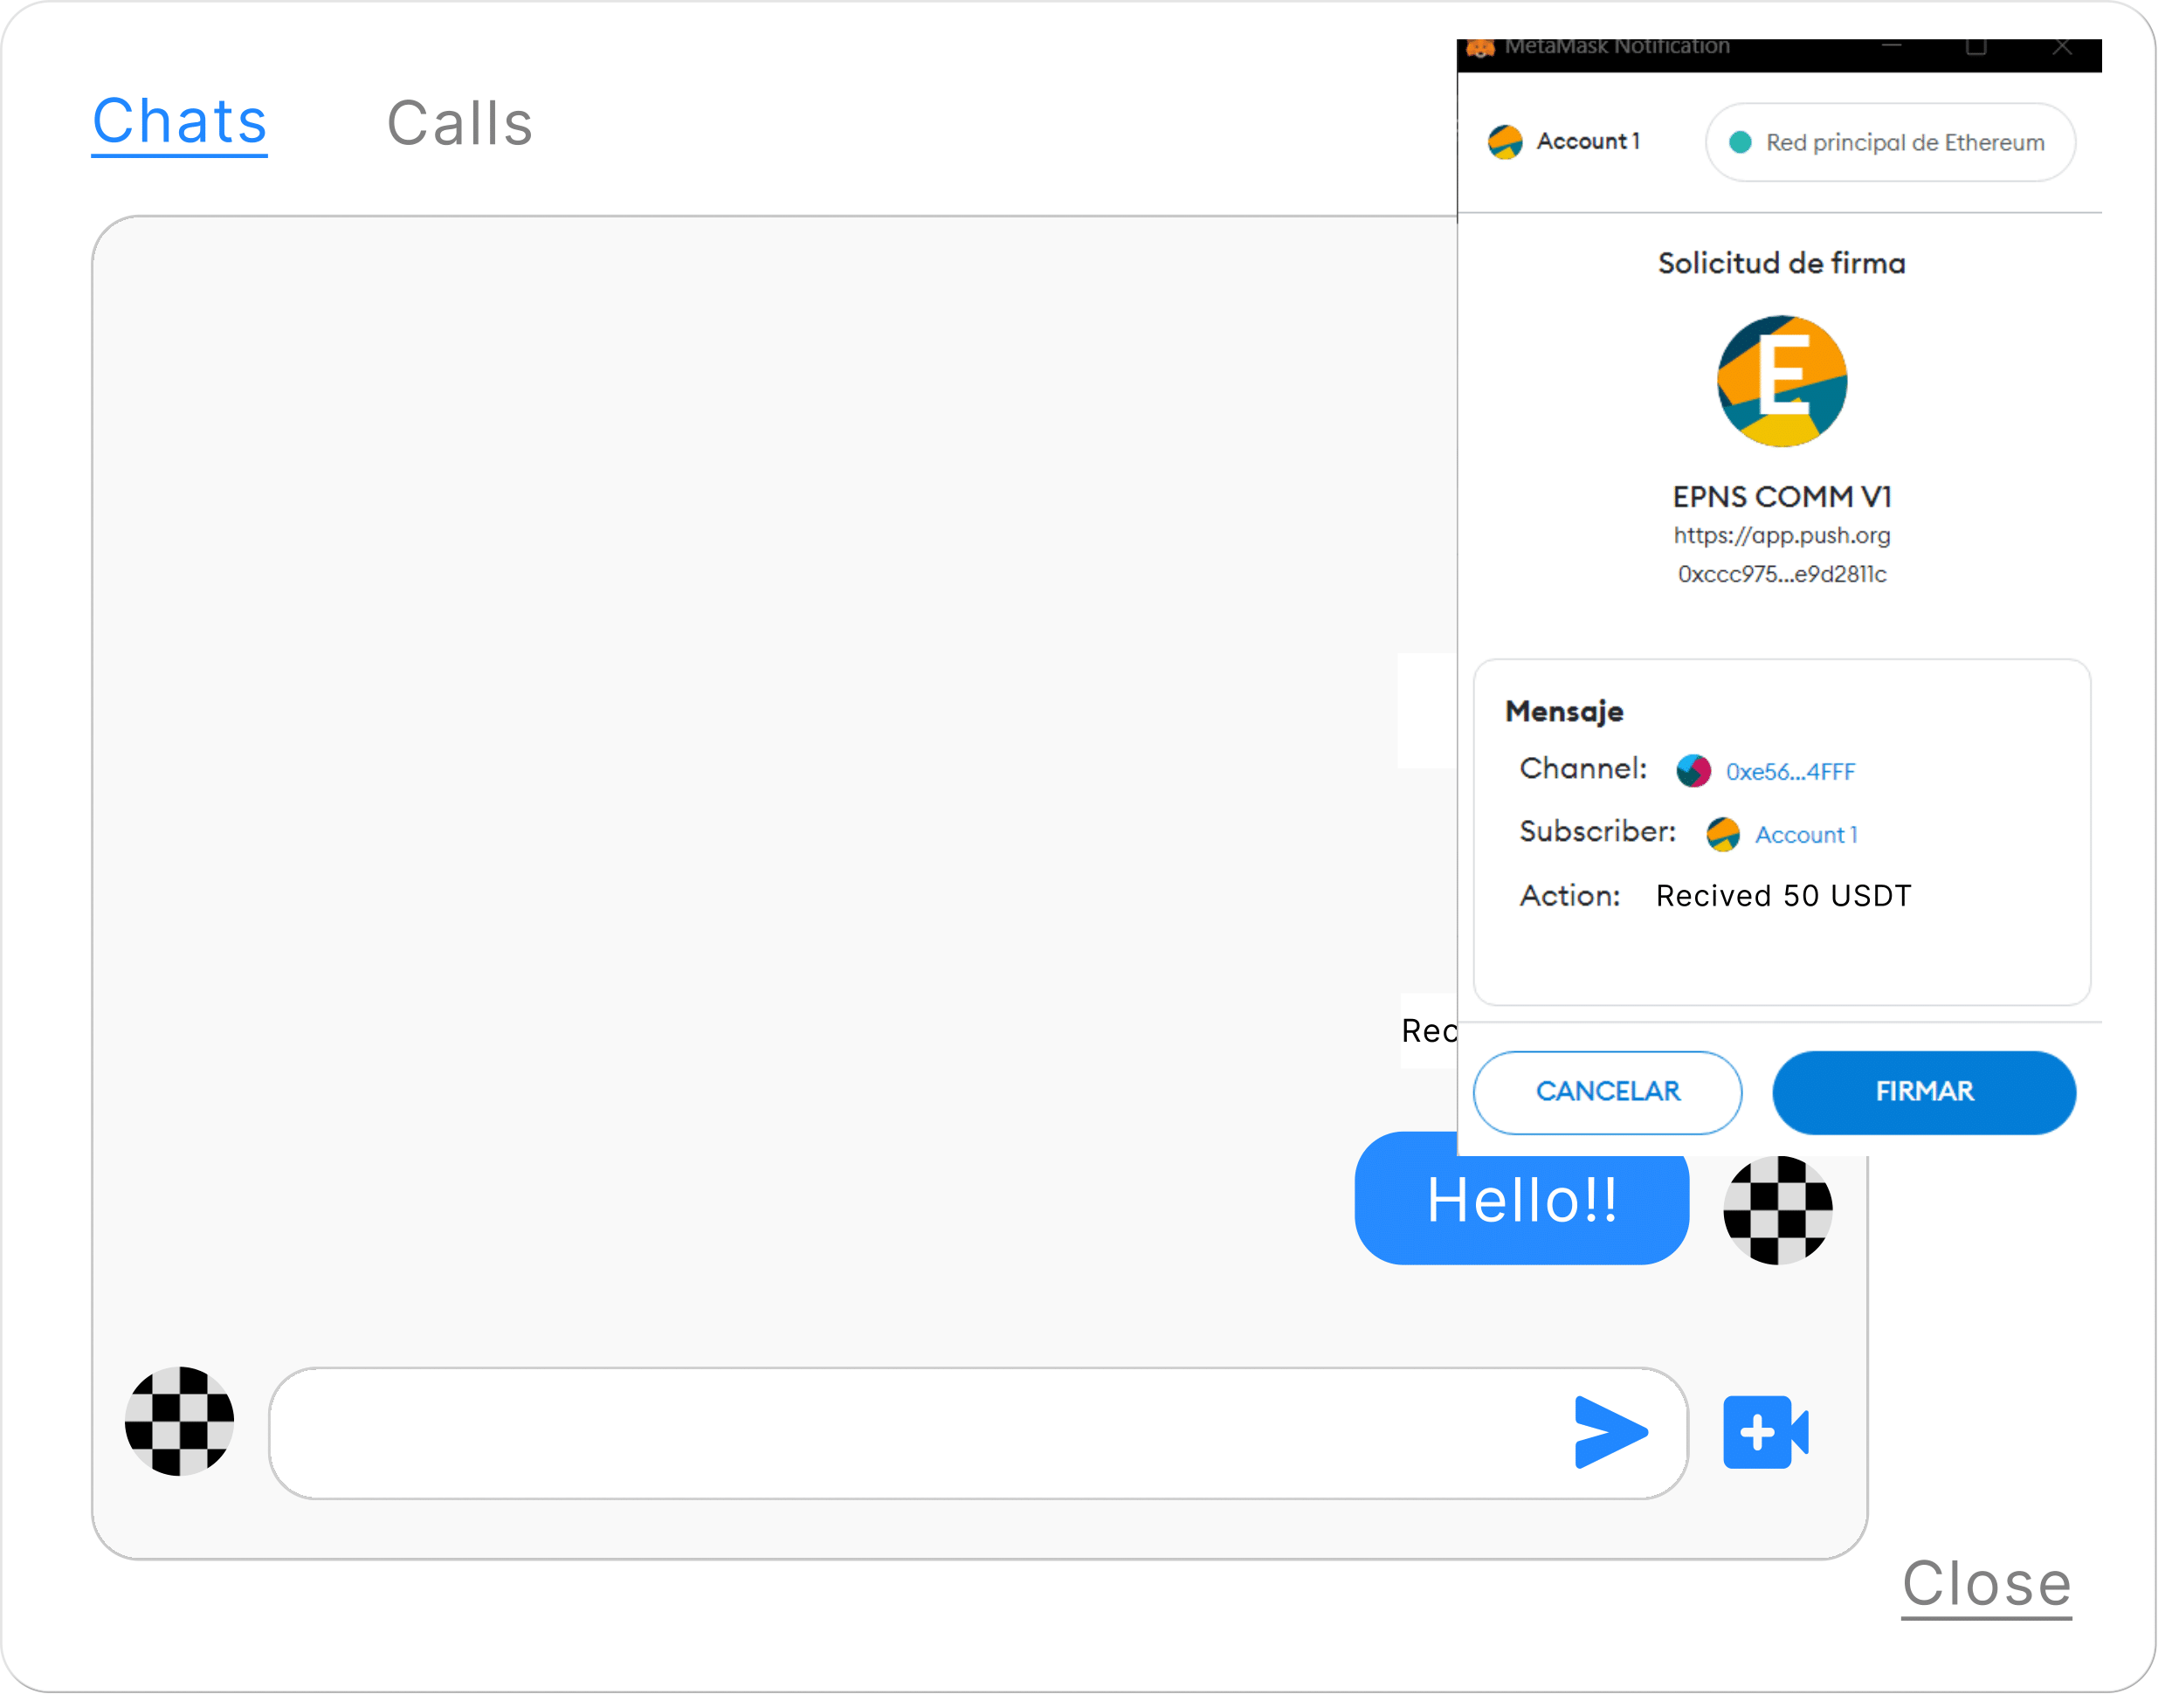 Chats
Calls
MetaMask Notification
Account 1
Red principal de Ethereum
Solicitud de firma
E
EPNS COMM V1
https://app.push.org
0xccc975...e9d2811c
Mensaje
Channel: 0xe56...4FFF
Subscriber: Account 1
Action: Recived 50 USDT
Rec
CANCELAR
FIRMAR
Hello!!
Close